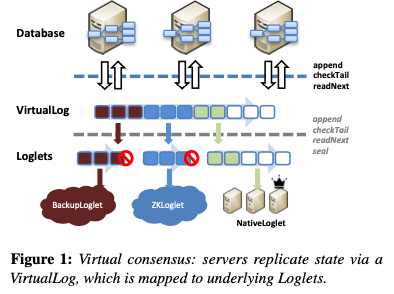 Database
append
checkTail
readNext
VirtualLog
append
checkTail
readNext
seal
Loglets
BackupLoglet
ZKLoglet
NativeLoglet
Figure 1: Virtual consensus: servers replicate state via a
VirtualLog, which is mapped to underlying Loglets.